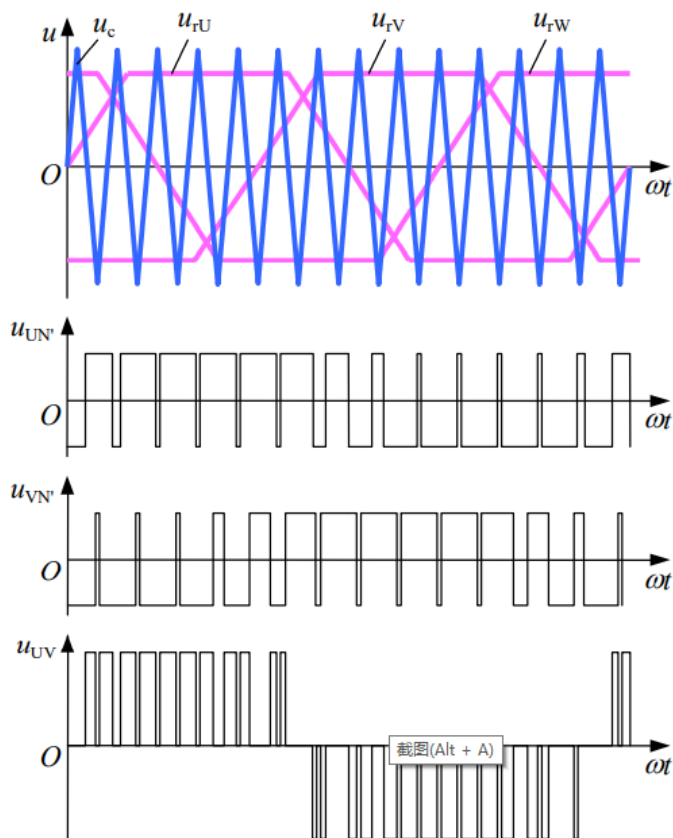 u u_c u_rU u_rV u_rW
O ωt
u_UN'
O ωt
u_VN'
O ωt
u_UV
截图(Alt + A)
O ωt